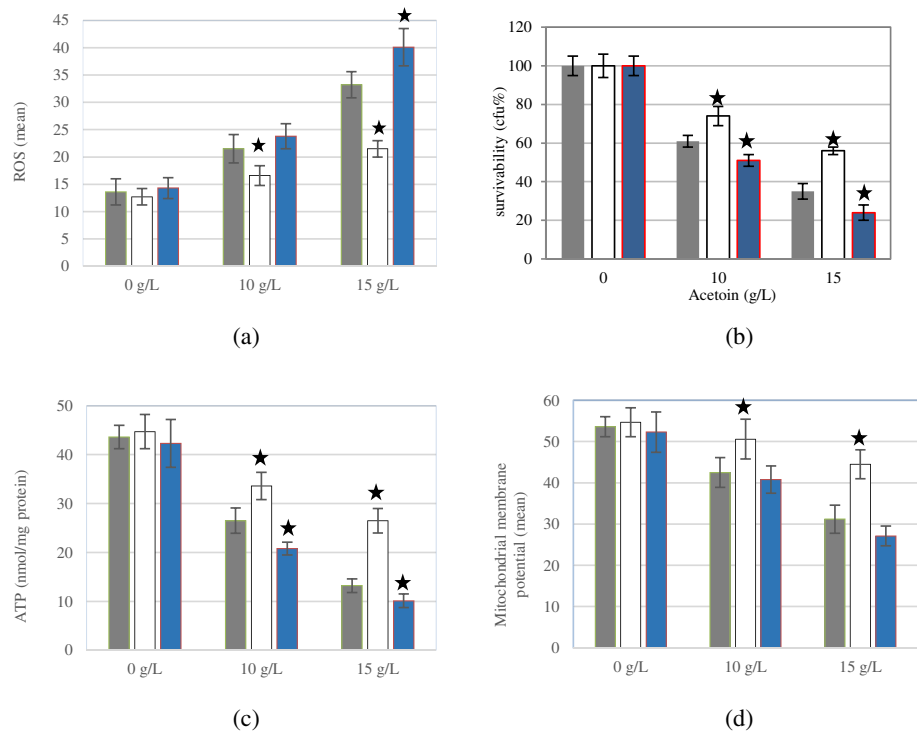 45
40
35
30
25
20
15
10
5
0
ROS (mean)
0 g/L 10 g/L 15 g/L
(a)
120
100
80
60
40
20
0
survivability (cfu%)
0 10 15
Acetoin (g/L)
(b)
50
40
30
20
10
0
ATP (nmol/mg protein)
0 g/L 10 g/L 15 g/L
(c)
60
50
40
30
20
10
0
Mitochondrial membrane
potential (mean)
0 g/L 10 g/L 15 g/L
(d)